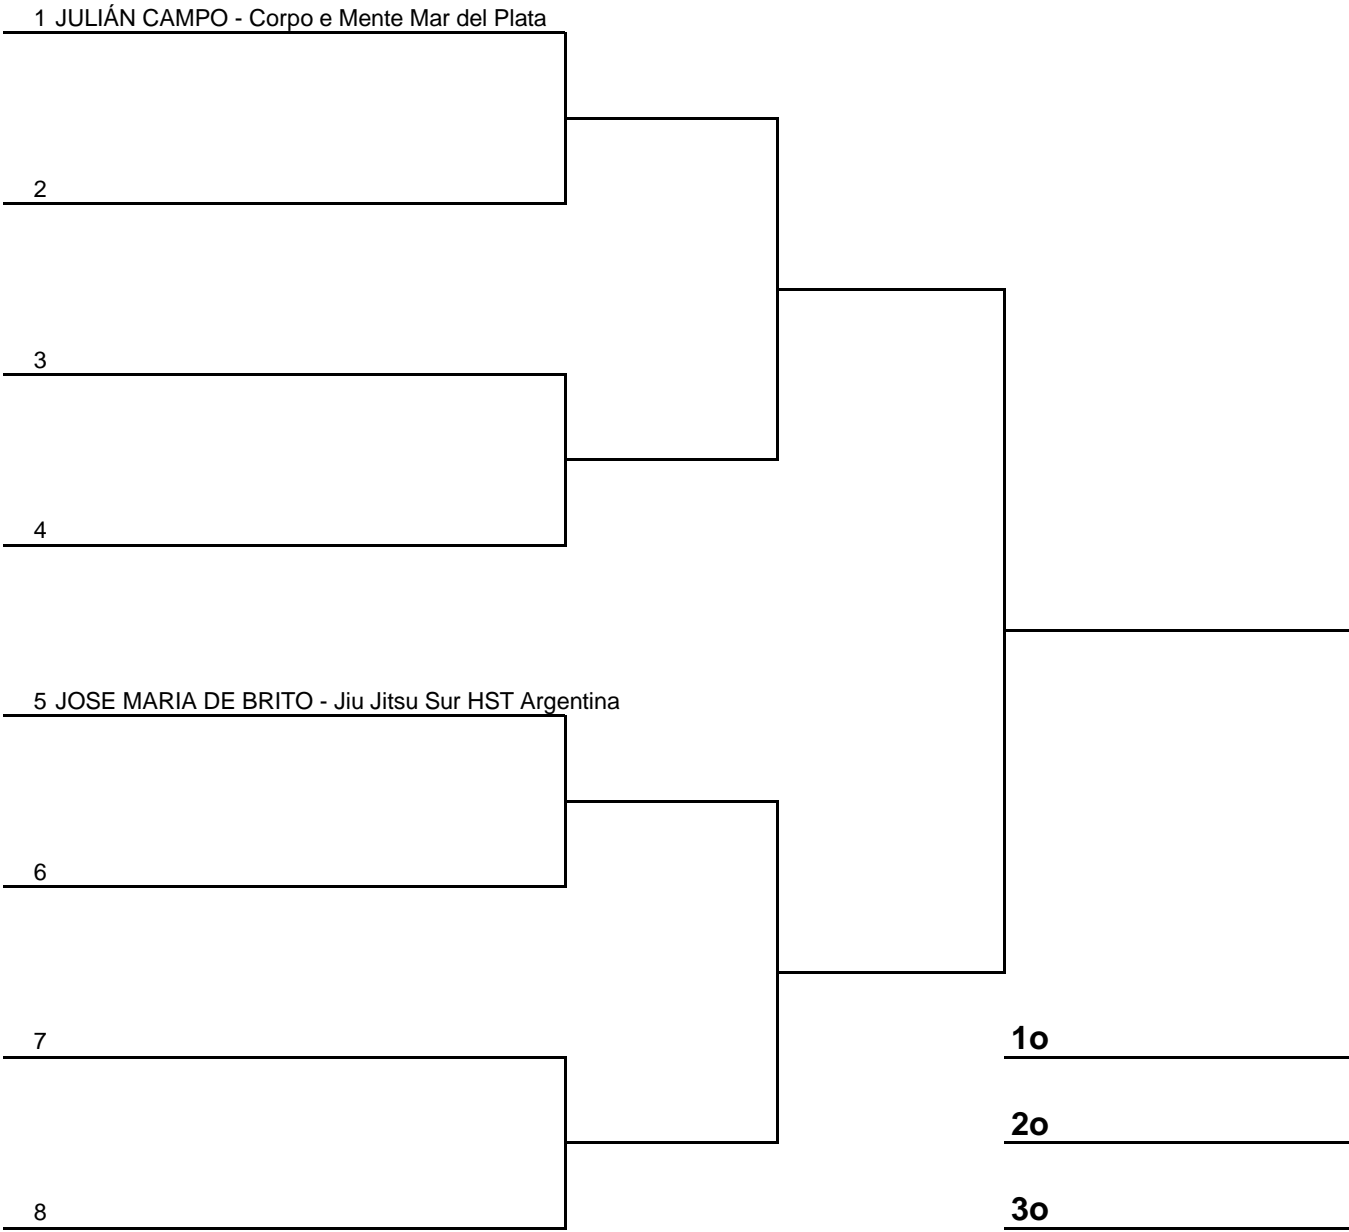 1 JULIÁN CAMPO - Corpo e Mente Mar del Plata
2
3
4
5 JOSE MARIA DE BRITO - Jiu Jitsu Sur HST Argentina
6
7
8
1o
2o
3o